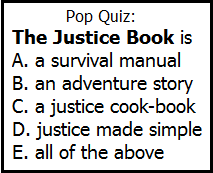 Pop Quiz:
The Justice Book is
A. a survival manual
B. an adventure story
C. a justice cook-book
D. justice made simple
E. all of the above